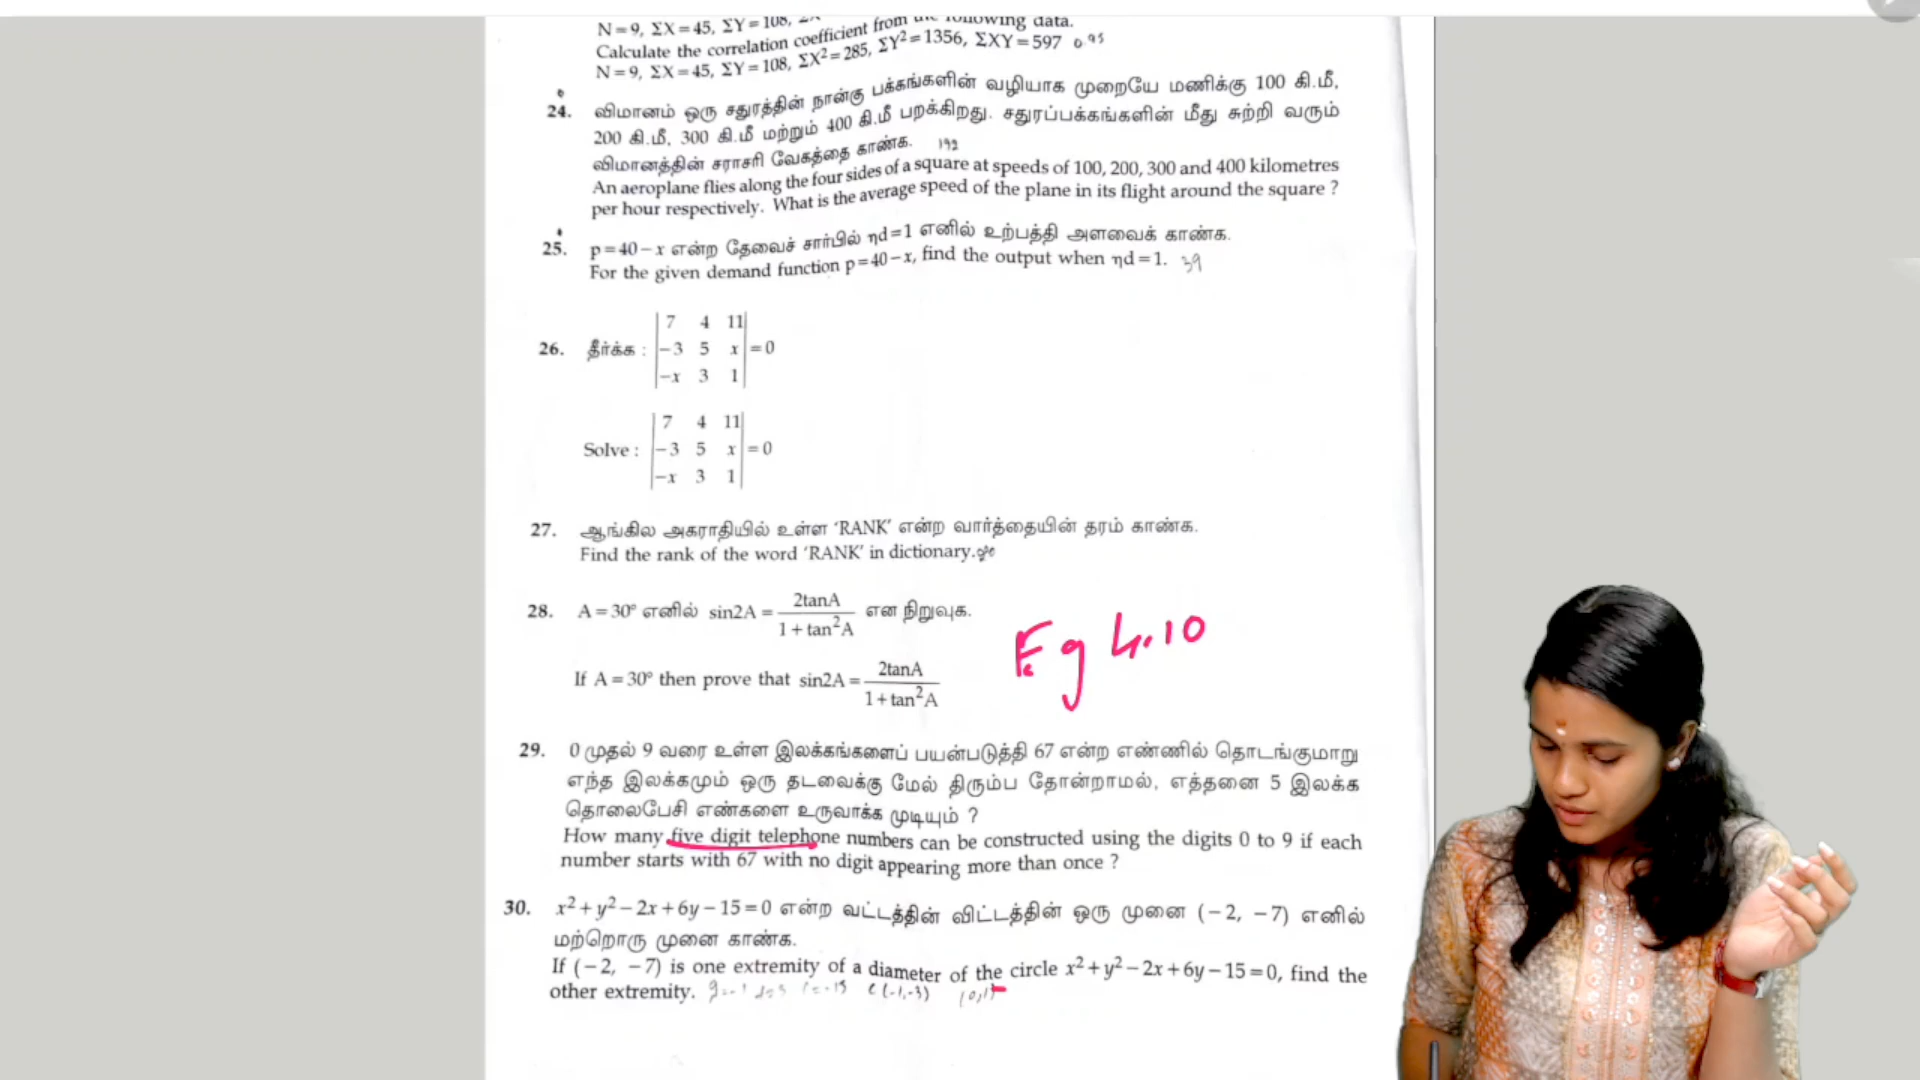 N=9, ΣX=45, ΣY=108,
Calculate the correlation coefficient from the following data.
N=9, ΣX=45, ΣY=108, ΣX²=285, ΣY²=1356, ΣXY=597
24. விமானம் ஒரு சதுரத்தின் நான்கு பக்கங்களின் வழியாக முறையே மணிக்கு 100 கி.மீ,
200 கி.மீ, 300 கி.மீ மற்றும் 400 கி.மீ பறக்கிறது. சதுரப்பக்கங்களின் மீது சுற்றி வரும்
விமானத்தின் சராசரி வேகத்தை காண்க. 192
An aeroplane flies along the four sides of a square at speeds of 100, 200, 300 and 400 kilometres
per hour respectively. What is the average speed of the plane in its flight around the square ?
25. p=40−x என்ற தேவைச் சார்பில் ηd=1 எனில் உற்பத்தி அளவைக் காண்க.
For the given demand function p=40−x, find the output when ηd=1. 39
26. தீர்க்க : | 7 4 11 |
| −3 5 x | = 0
| −x 3 1 |
Solve : | 7 4 11 |
| −3 5 x | = 0
| −x 3 1 |
27. ஆங்கில அகராதியில் உள்ள 'RANK' என்ற வார்த்தையின் தரம் காண்க.
Find the rank of the word 'RANK' in dictionary.
28. A=30° எனில் sin2A = 2tanA / 1+tan²A என நிறுவுக.
Eg 4.10
If A=30° then prove that sin2A = 2tanA / 1+tan²A
29. 0 முதல் 9 வரை உள்ள இலக்கங்களைப் பயன்படுத்தி 67 என்ற எண்ணில் தொடங்குமாறு
எந்த இலக்கமும் ஒரு தடவைக்கு மேல் திரும்ப தோன்றாமல், எத்தனை 5 இலக்க
தொலைபேசி எண்களை உருவாக்க முடியும் ?
How many five digit telephone numbers can be constructed using the digits 0 to 9 if each
number starts with 67 with no digit appearing more than once ?
30. x²+y²−2x+6y−15=0 என்ற வட்டத்தின் விட்டத்தின் ஒரு முனை (−2, −7) எனில்
மற்றொரு முனை காண்க.
If (−2, −7) is one extremity of a diameter of the circle x²+y²−2x+6y−15=0, find the
other extremity.